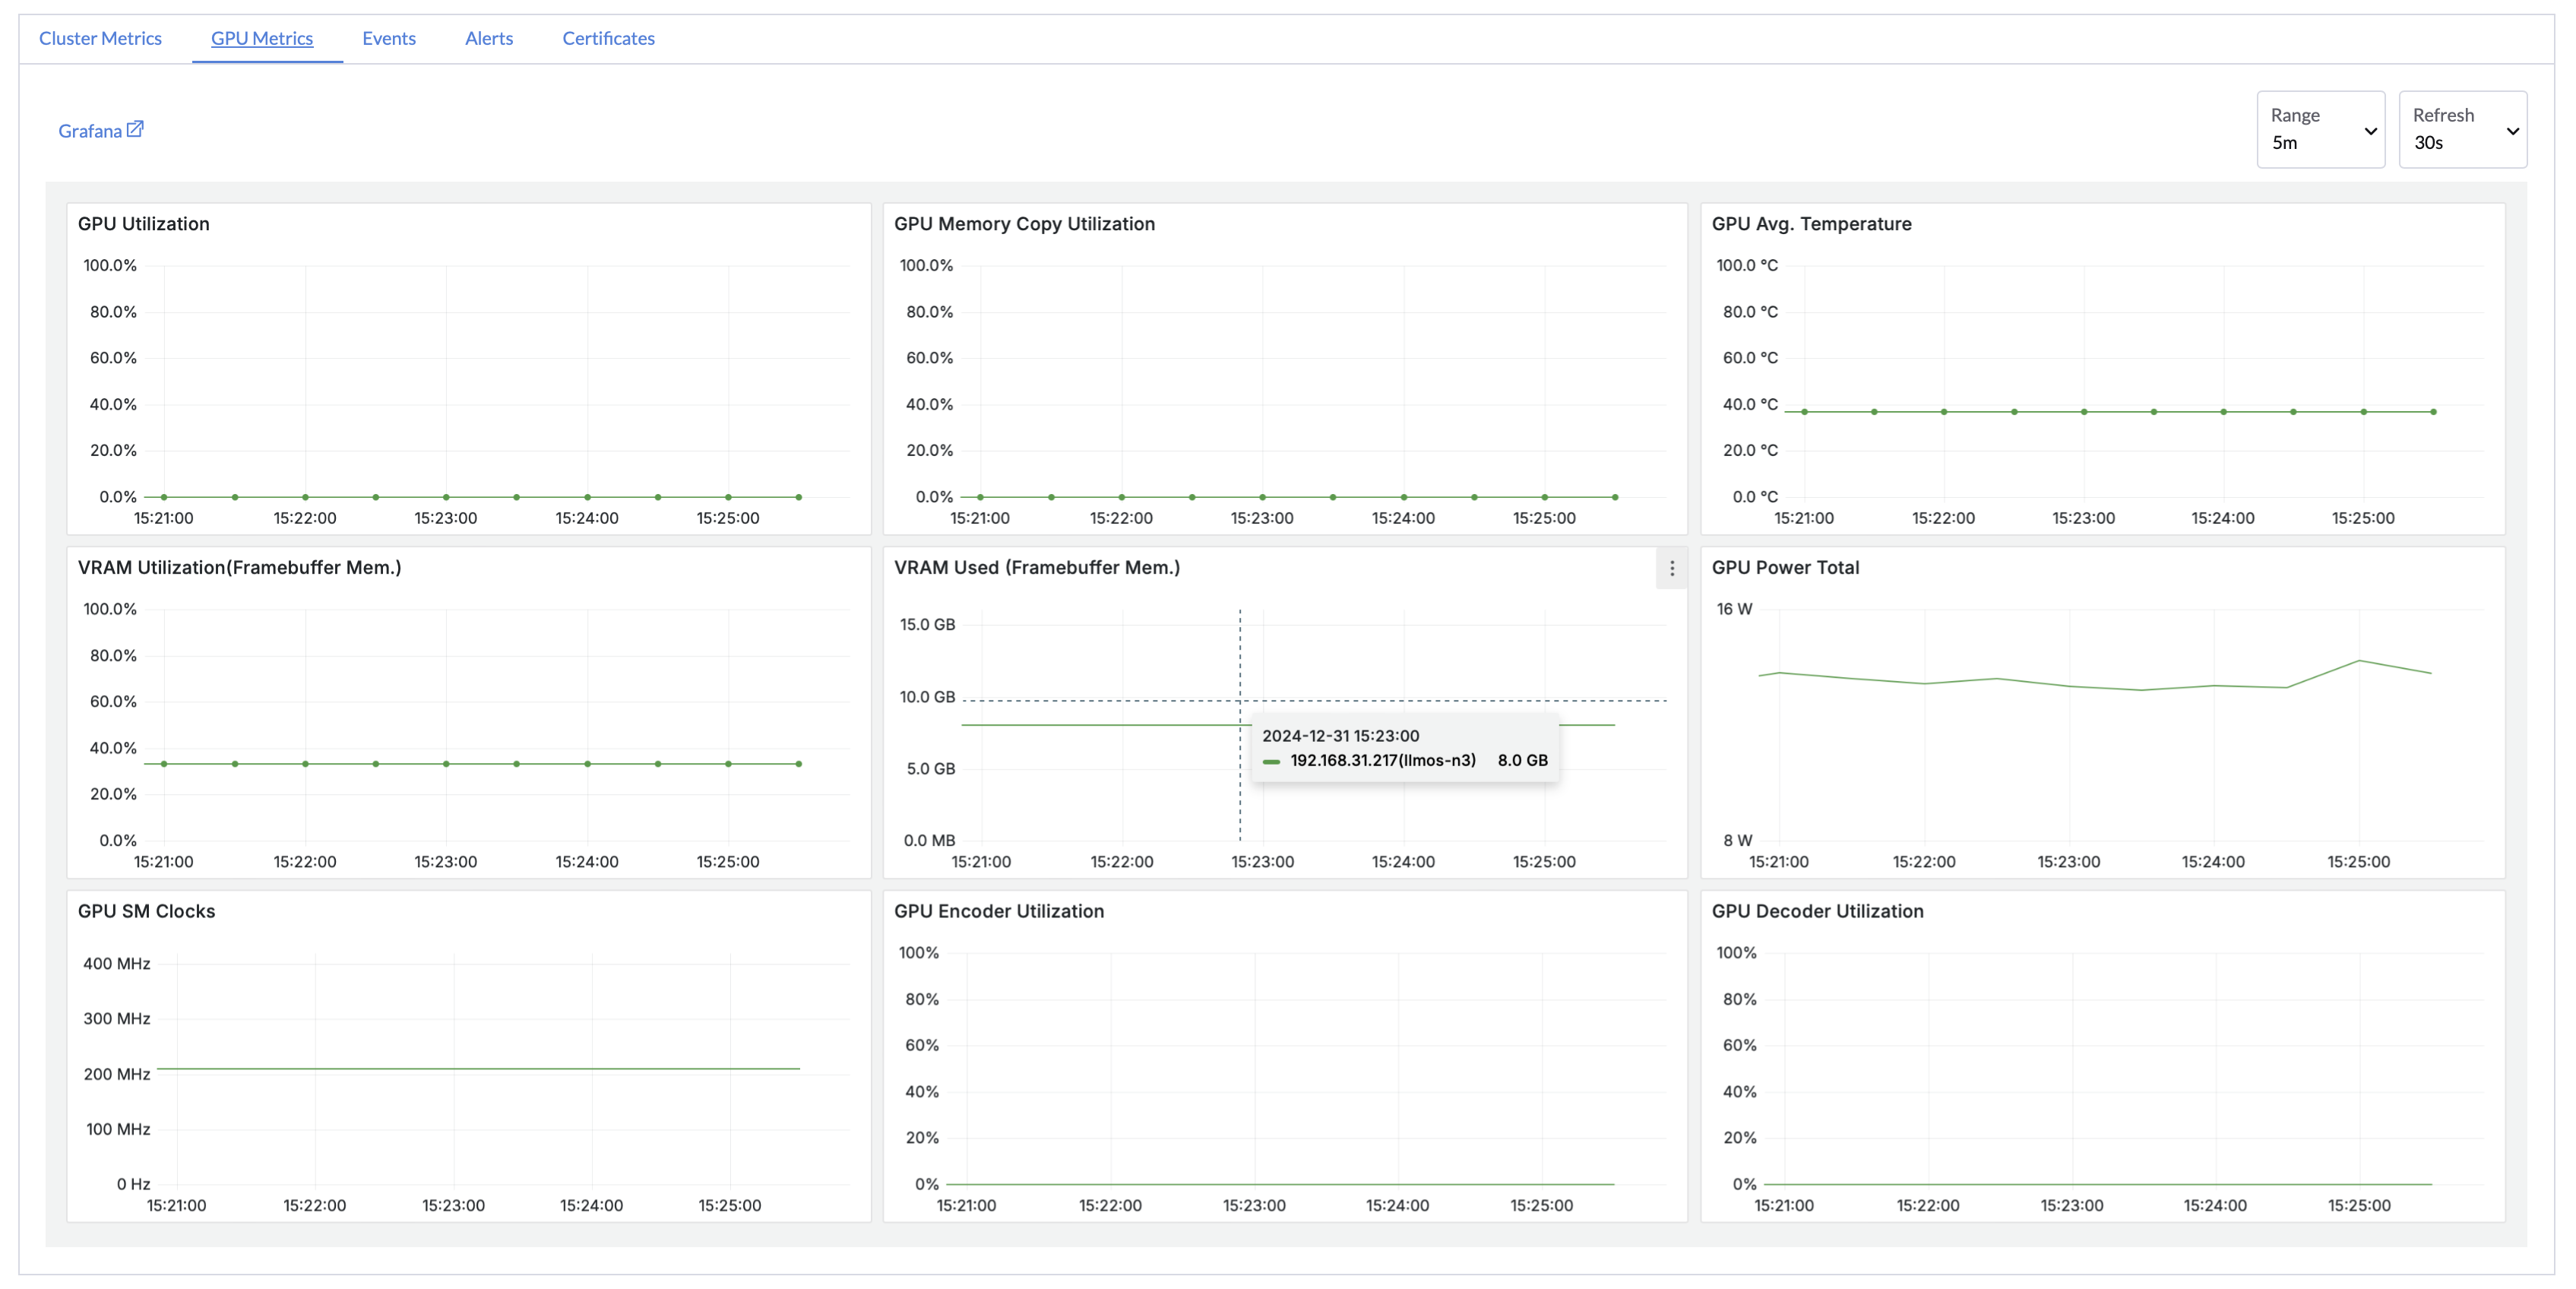 Cluster Metrics GPU Metrics Events Alerts Certificates
Grafana
Range
5m
Refresh
30s
GPU Utilization
100.0%
80.0%
60.0%
40.0%
20.0%
0.0%
15:21:00 15:22:00 15:23:00 15:24:00 15:25:00
GPU Memory Copy Utilization
100.0%
80.0%
60.0%
40.0%
20.0%
0.0%
15:21:00 15:22:00 15:23:00 15:24:00 15:25:00
GPU Avg. Temperature
100.0 °C
80.0 °C
60.0 °C
40.0 °C
20.0 °C
0.0 °C
15:21:00 15:22:00 15:23:00 15:24:00 15:25:00
VRAM Utilization(Framebuffer Mem.)
100.0%
80.0%
60.0%
40.0%
20.0%
0.0%
15:21:00 15:22:00 15:23:00 15:24:00 15:25:00
VRAM Used (Framebuffer Mem.)
15.0 GB
10.0 GB
5.0 GB
0.0 MB
2024-12-31 15:23:00
192.168.31.217(llmos-n3) 8.0 GB
15:21:00 15:22:00 15:23:00 15:24:00 15:25:00
GPU Power Total
16 W
8 W
15:21:00 15:22:00 15:23:00 15:24:00 15:25:00
GPU SM Clocks
400 MHz
300 MHz
200 MHz
100 MHz
0 Hz
15:21:00 15:22:00 15:23:00 15:24:00 15:25:00
GPU Encoder Utilization
100%
80%
60%
40%
20%
0%
15:21:00 15:22:00 15:23:00 15:24:00 15:25:00
GPU Decoder Utilization
100%
80%
60%
40%
20%
0%
15:21:00 15:22:00 15:23:00 15:24:00 15:25:00